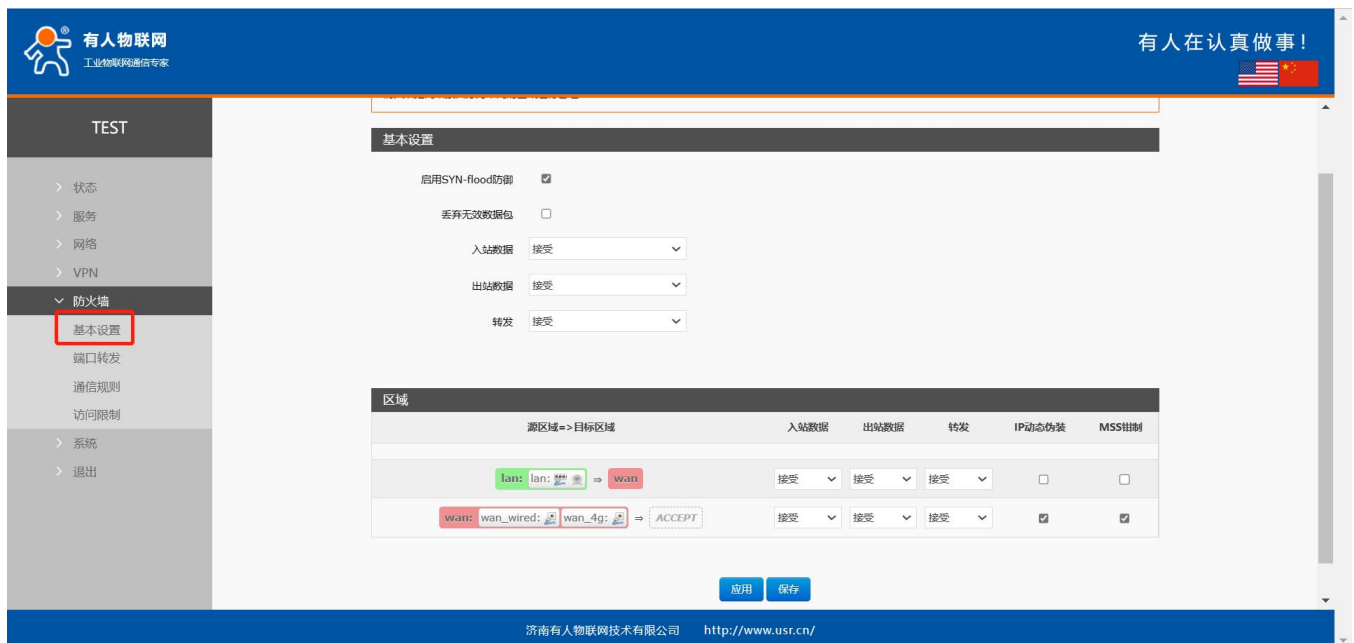 有人物联网
工业物联网通信专家
有人在认真做事！
TEST
状态
服务
网络
VPN
防火墙
基本设置
端口转发
通信规则
访问限制
系统
退出
基本设置
启用SYN-flood防御
丢弃无效数据包
入站数据 接受
出站数据 接受
转发 接受
区域
源区域=>目标区域 入站数据 出站数据 转发 IP动态伪装 MSS钳制
lan: lan: ⇒ wan 接受 接受 接受
wan: wan_wired: wan_4g: ⇒ ACCEPT 接受 接受 接受
应用 保存
济南有人物联网技术有限公司 http://www.usr.cn/